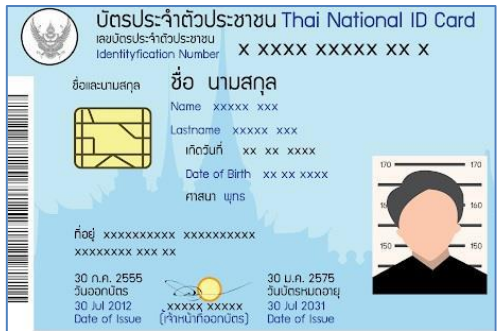 บัตรประจำตัวประชาชน Thai National ID Card
เลขบัตรประจำตัวประชาชน
Identityfication Number X XXXX XXXXX XX X
ชื่อและนามสกุล ชื่อ นามสกุล
Name xxxxx xxx
Lastname xxxxx xxx
เกิดวันที่ xx xx xxxx
Date of Birth xx xx xxxx
ศาสนา พุทธ
ที่อยู่ xxxxxxxxxx xxxxxxxxxx
xxxxxxxx xxx xx
170 170
160 160
150 150
30 ก.ค. 2555
วันออกบัตร
30 Jul 2012
Date of Issue
xxxxx xxxxx
(เจ้าหน้าที่ออกบัตร)
30 ม.ค. 2575
วันบัตรหมดอายุ
30 Jul 2031
Date of Issue